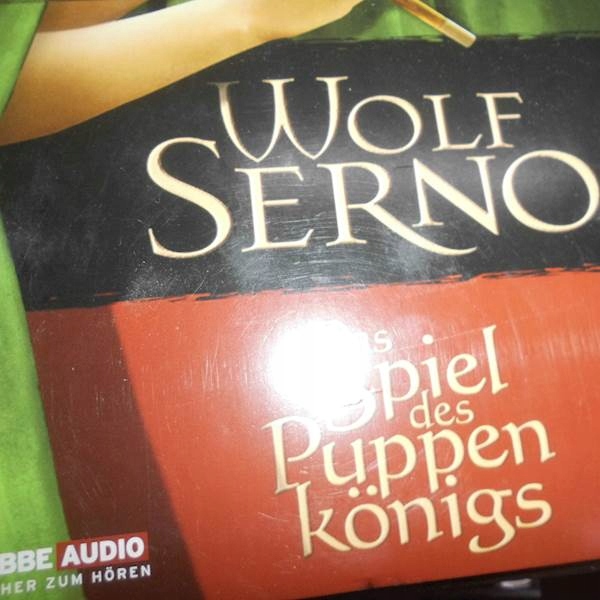 WOLF
SERNO
Spiel
des
Puppen
königs
BBE AUDIO
HER ZUM HÖREN